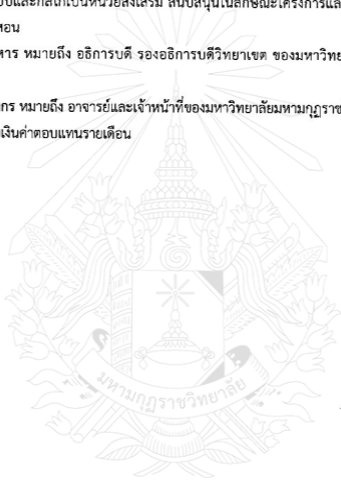 อบและกลไกเป็นหน่วยส่งเสริม สนับสนุนในลักษณะโครงการและ
สอน
หาร หมายถึง อธิการบดี รองอธิการบดีวิทยาเขต ของมหาวิทย
กร หมายถึง อาจารย์และเจ้าหน้าที่ของมหาวิทยาลัยมหามกุฏราช
เงินค่าตอบแทนรายเดือน
มหามกุฏราชวิทยาลัย